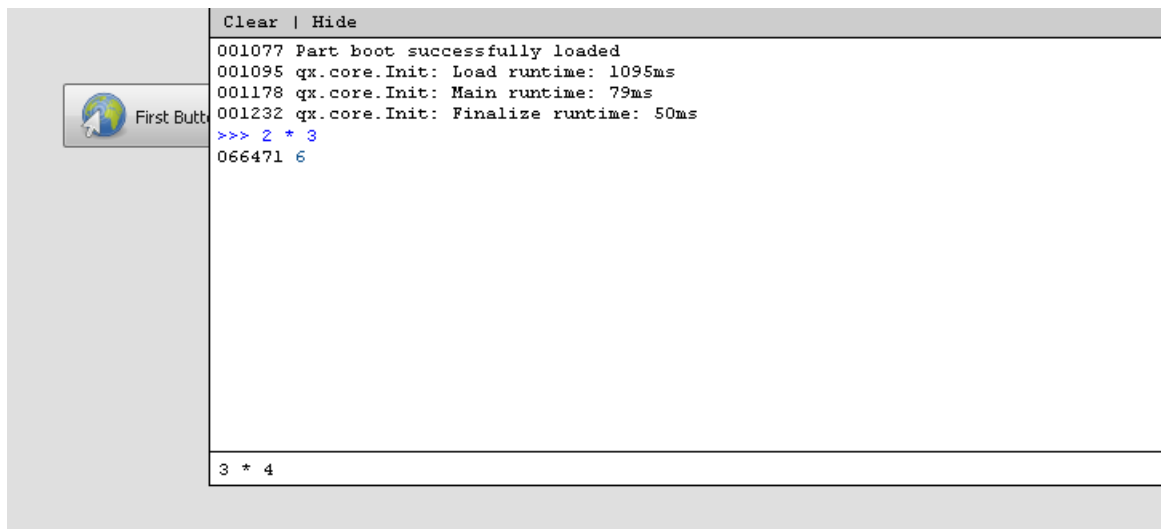 Clear | Hide
001077 Part boot successfully loaded
001095 qx.core.Init: Load runtime: 1095ms
001178 qx.core.Init: Main runtime: 79ms
First Butt
001232 qx.core.Init: Finalize runtime: 50ms
>>> 2 * 3
066471 6
3 * 4